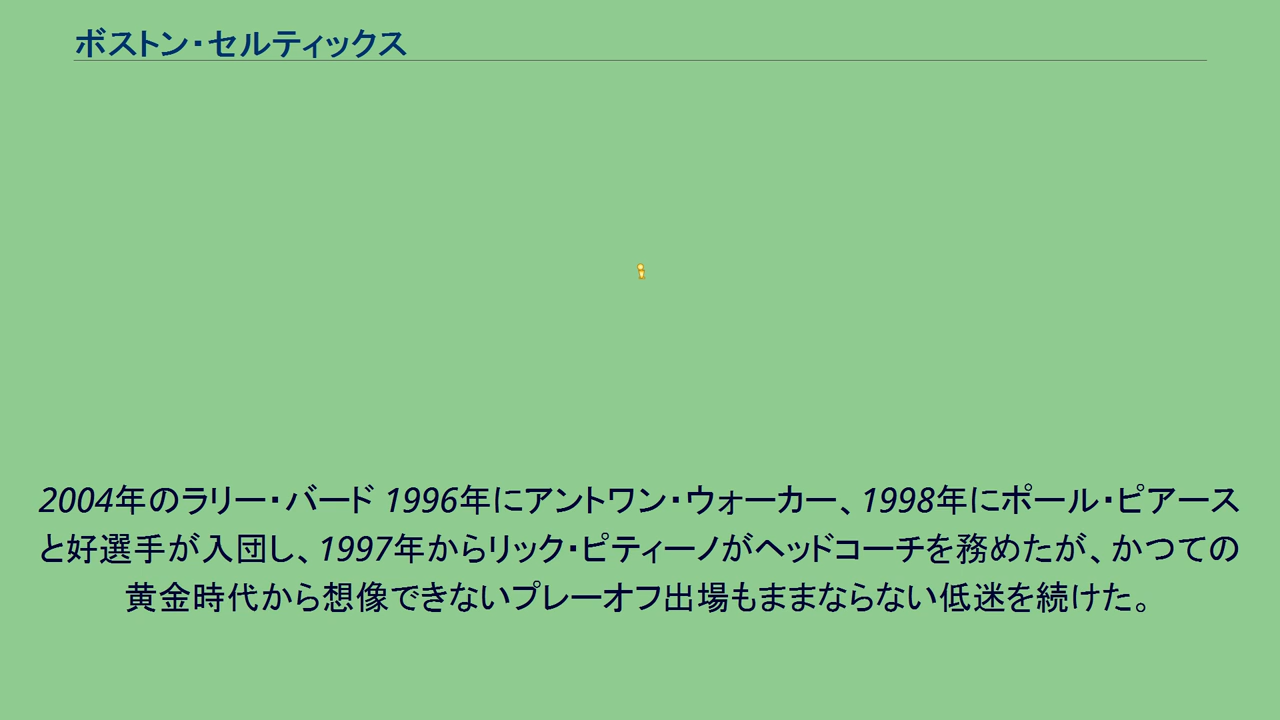 ボストン・セルティックス
2004年のラリー・バード 1996年にアントワン・ウォーカー、1998年にポール・ピアース
と好選手が入団し、1997年からリック・ピティーノがヘッドコーチを務めたが、かつての
黄金時代から想像できないプレーオフ出場もままならない低迷を続けた。